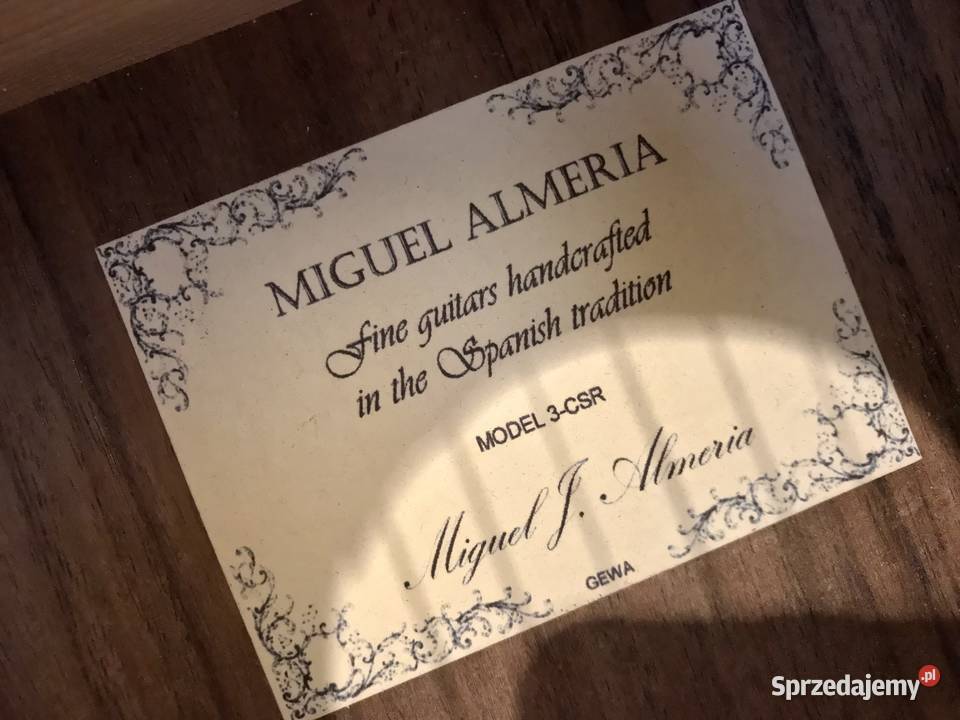 MIGUEL ALMERIA
Fine guitars handcrafted
in the Spanish tradition
MODEL 3-CSR
Miguel J. Almeria
GEWA
Sprzedajemy.pl